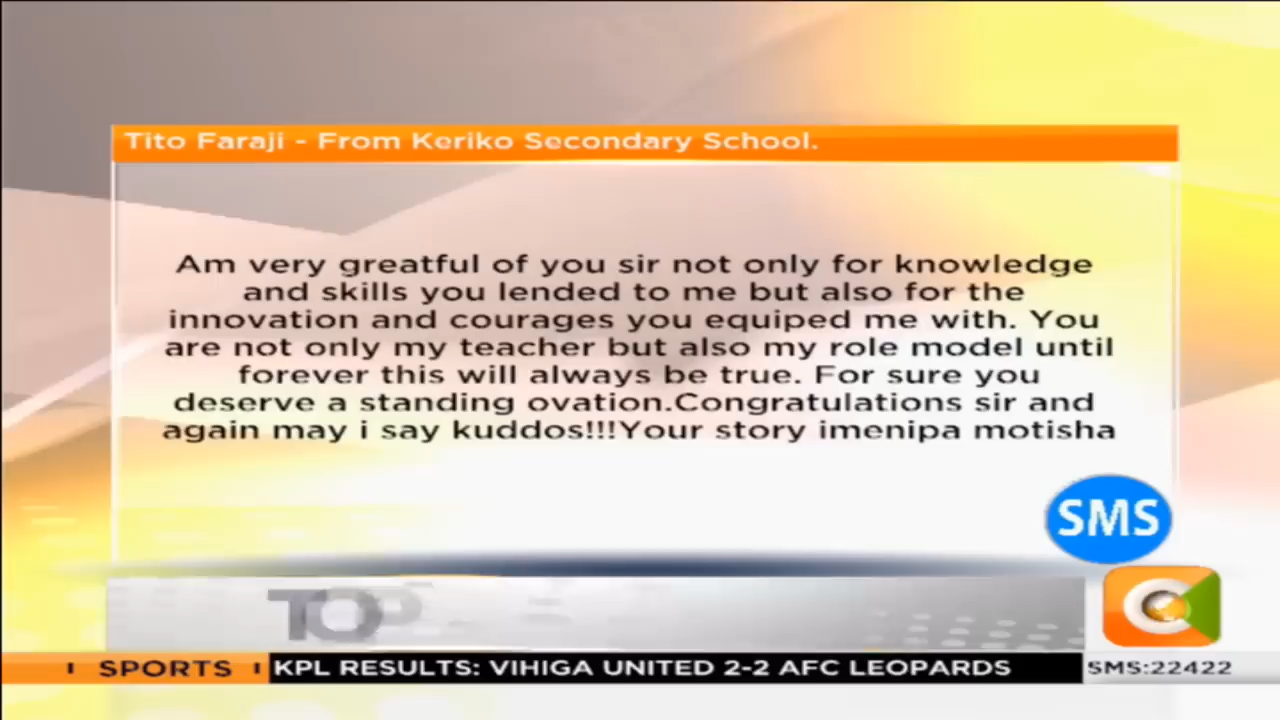 Tito Faraji - From Keriko Secondary School.
Am very greatful of you sir not only for knowledge
and skills you lended to me but also for the
innovation and courages you equiped me with. You
are not only my teacher but also my role model until
forever this will always be true. For sure you
deserve a standing ovation.Congratulations sir and
again may i say kuddos!!!Your story imenipa motisha
SMS
TOP
SPORTS
KPL RESULTS: VIHIGA UNITED 2-2 AFC LEOPARDS
SMS:22422